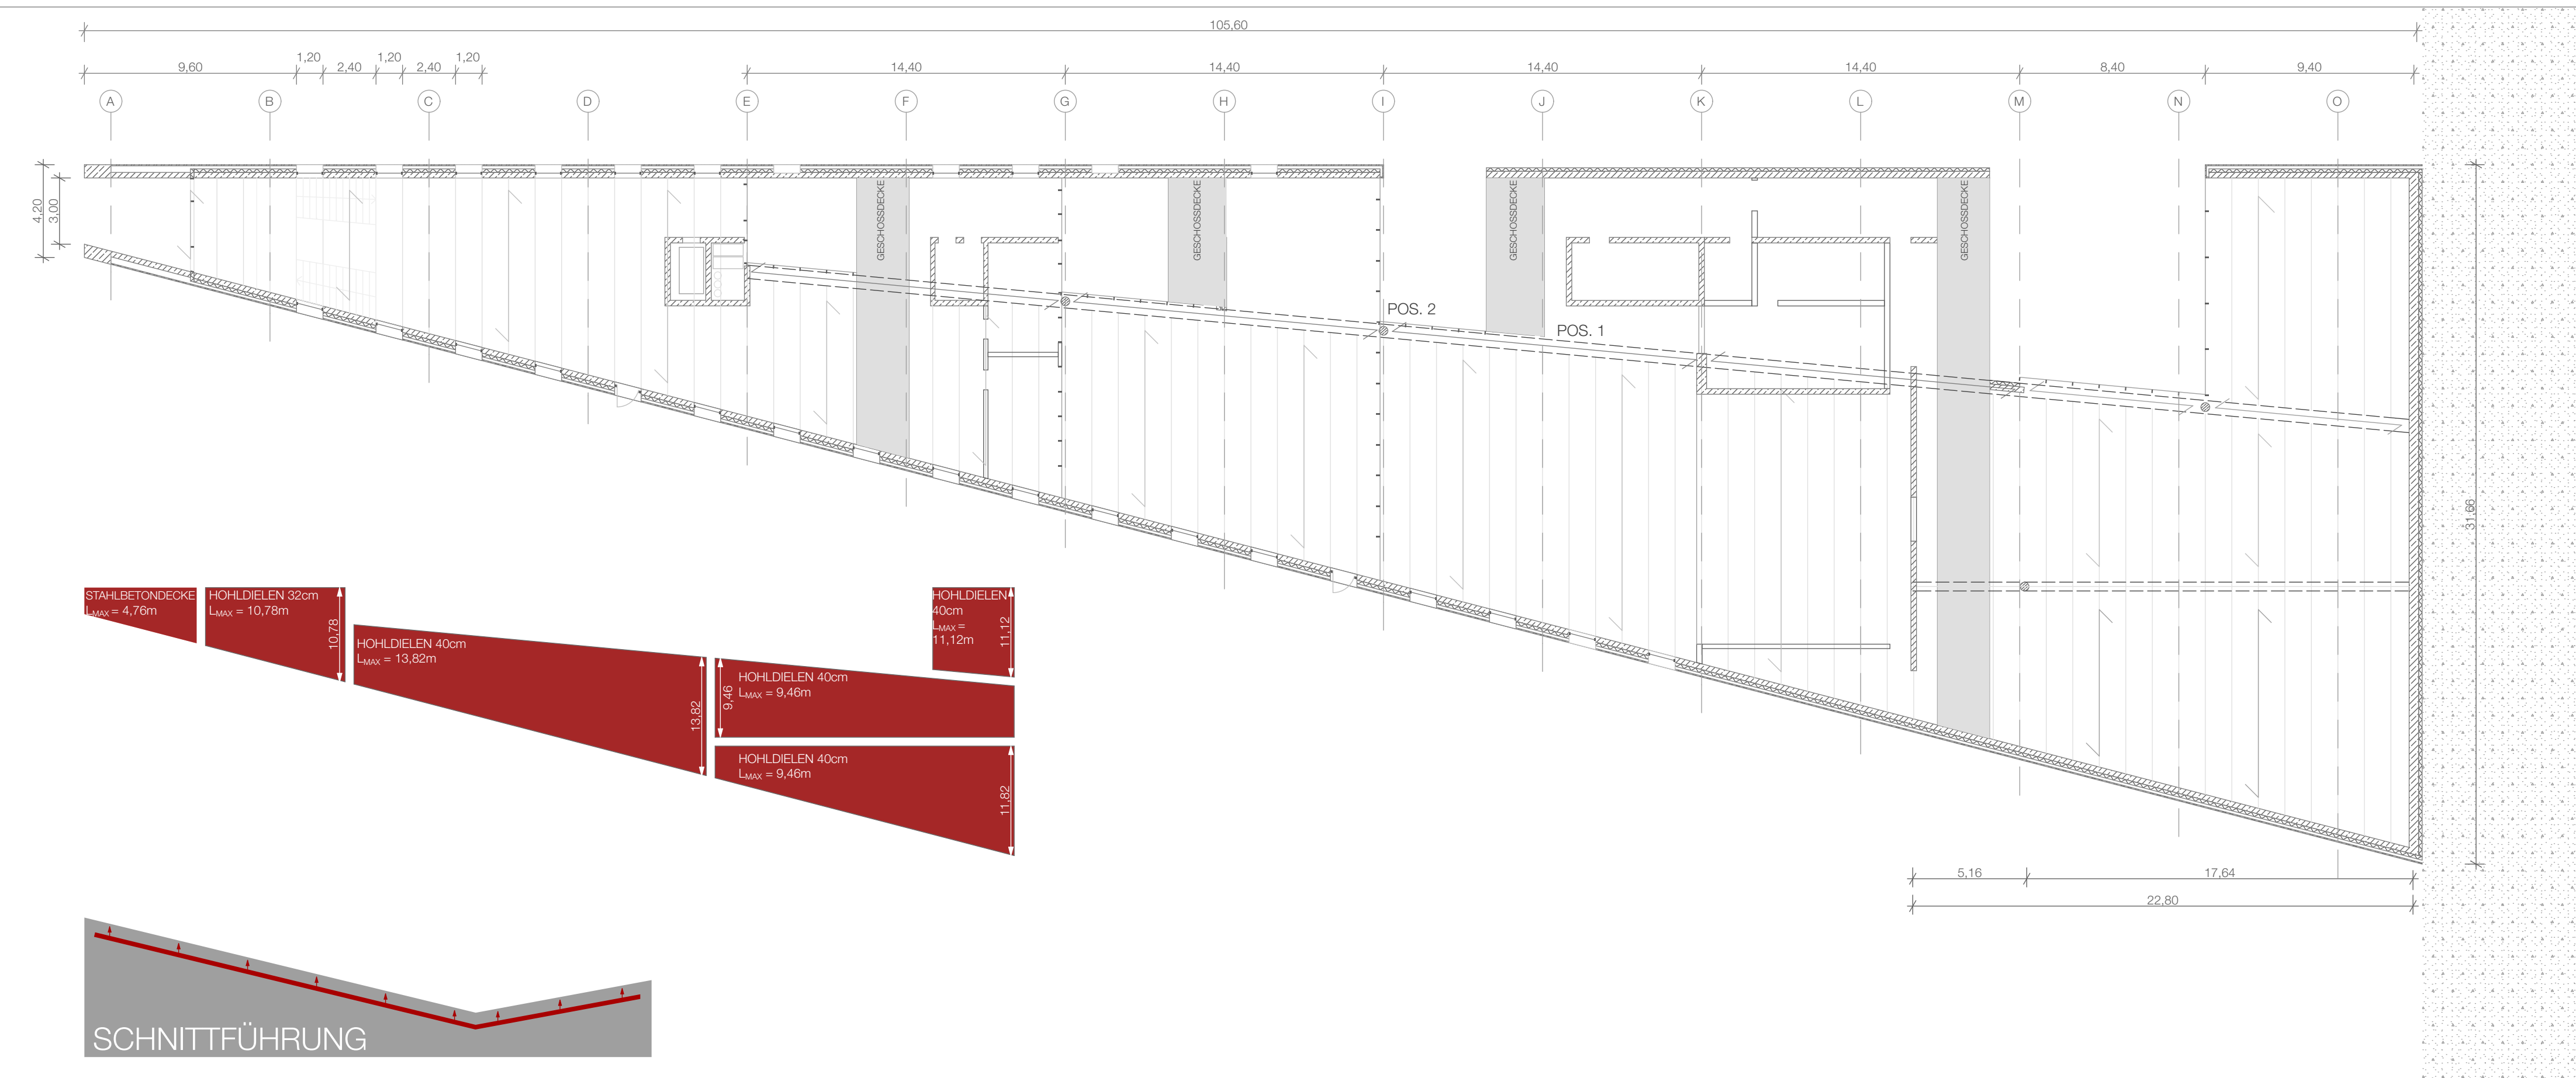 105,60
9,60
1,20
2,40
1,20
2,40
1,20
14,40
14,40
14,40
14,40
8,40
9,40
A
B
C
D
E
F
G
H
I
J
K
L
M
N
O
4,20
3,00
GESCHOSSDECKE
GESCHOSSDECKE
GESCHOSSDECKE
GESCHOSSDECKE
POS. 2
POS. 1
31,66
STAHLBETONDECKE
LMAX = 4,76m
HOHLDIELEN 32cm
LMAX = 10,78m
10,78
HOHLDIELEN 40cm
LMAX = 13,82m
13,82
HOHLDIELEN
40cm
LMAX =
11,12m
11,12
HOHLDIELEN 40cm
LMAX = 9,46m
9,46
HOHLDIELEN 40cm
LMAX = 9,46m
11,82
5,16
17,64
22,80
SCHNITTFÜHRUNG